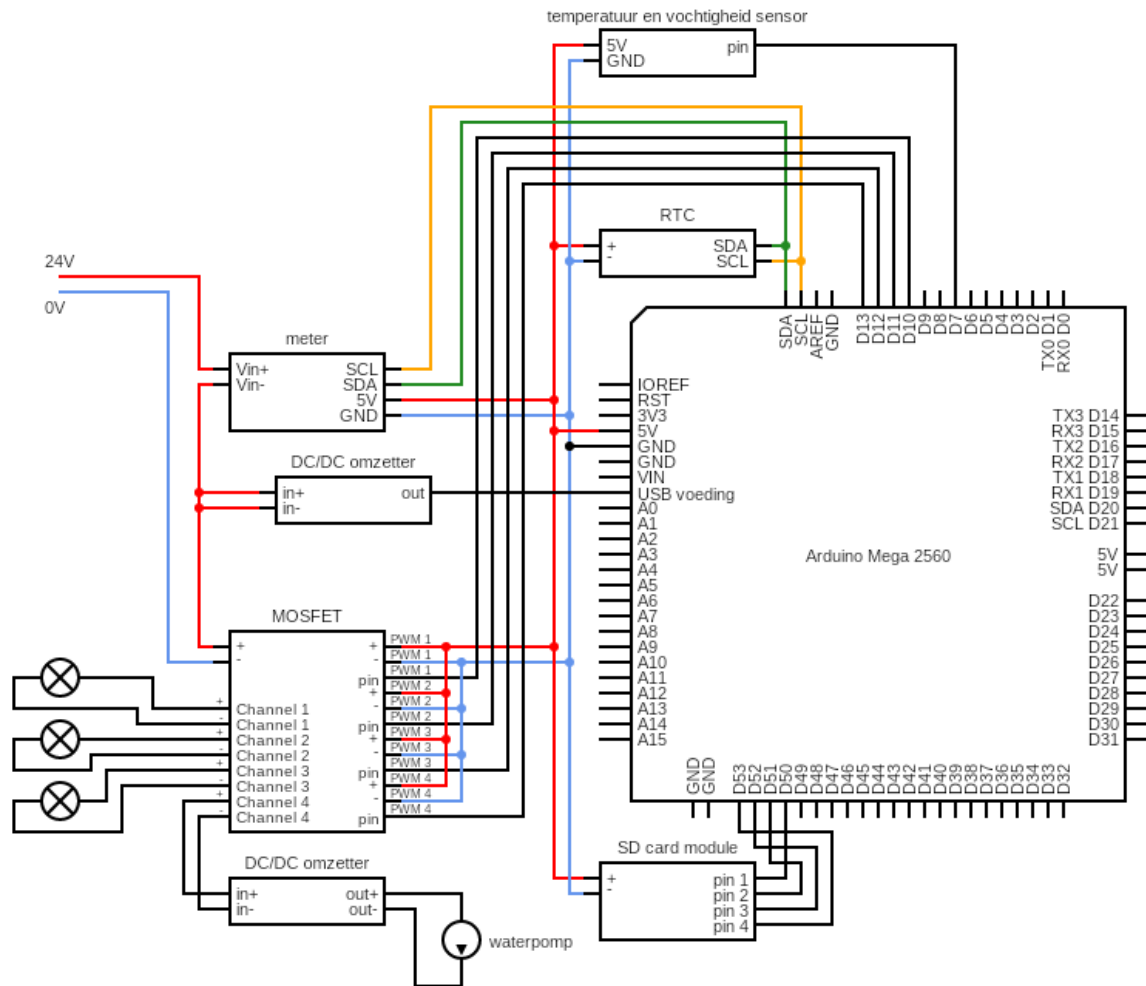 temperatuur en vochtigheid sensor
5V
GND
pin
RTC
+
-
SDA
SCL
24V
0V
meter
Vin+
Vin-
SCL
SDA
5V
GND
DC/DC omzetter
in+
in-
out
MOSFET
+
-
+
-
+
-
+
-
+
-
Channel 1
Channel 1
Channel 2
Channel 2
Channel 3
Channel 3
Channel 4
Channel 4
+
-
pin
+
-
pin
+
-
pin
+
-
pin
PWM 1
PWM 1
PWM 1
PWM 2
PWM 2
PWM 2
PWM 3
PWM 3
PWM 3
PWM 4
PWM 4
PWM 4
DC/DC omzetter
in+
in-
out+
out-
waterpomp
SDA
SCL
AREF
GND
D13
D12
D11
D10
D9
D8
D7
D6
D5
D4
D3
D2
TX0 D1
RX0 D0
IOREF
RST
3V3
5V
GND
GND
VIN
USB voeding
A0
A1
A2
A3
A4
A5
A6
A7
A8
A9
A10
A11
A12
A13
A14
A15
Arduino Mega 2560
TX3 D14
RX3 D15
TX2 D16
RX2 D17
TX1 D18
RX1 D19
SDA D20
SCL D21
5V
5V
D22
D23
D24
D25
D26
D27
D28
D29
D30
D31
GND
GND
D53
D52
D51
D50
D49
D48
D47
D46
D45
D44
D43
D42
D41
D40
D39
D38
D37
D36
D35
D34
D33
D32
SD card module
+
-
pin 1
pin 2
pin 3
pin 4